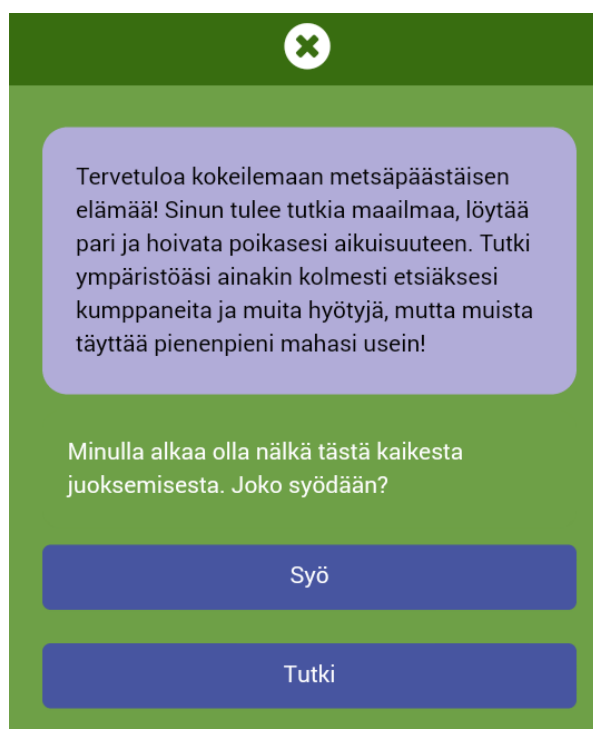 Tervetuloa kokeilemaan metsäpäästäisen
elämää! Sinun tulee tutkia maailmaa, löytää
pari ja hoivata poikasesi aikuisuuteen. Tutki
ympäristöäsi ainakin kolmesti etsiäksesi
kumppaneita ja muita hyötyjä, mutta muista
täyttää pienenpieni mahasi usein!
Minulla alkaa olla nälkä tästä kaikesta
juoksemisesta. Joko syödään?
Syö
Tutki